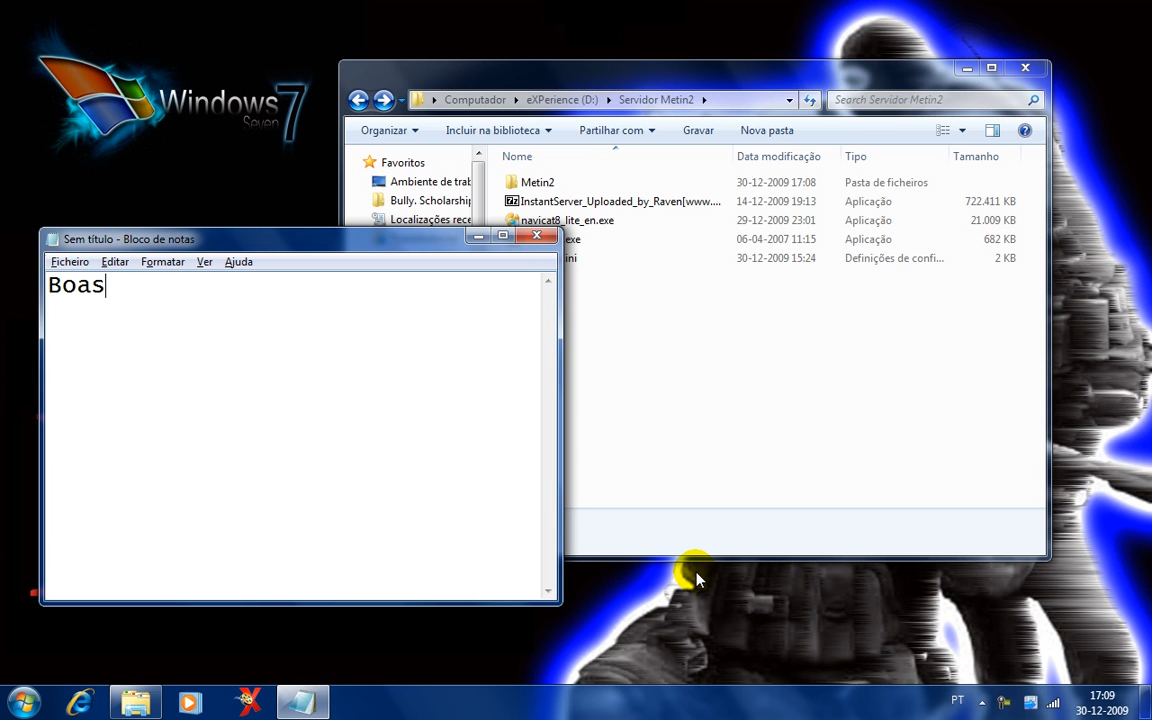 Windows 7
Seven
Computador eXPerience (D:) Servidor Metin2
Search Servidor Metin2
Organizar Incluir na biblioteca Partilhar com Gravar Nova pasta
Favoritos
Ambiente de trab
Bully. Scholarship
Localizações rece
Nome Data modificação Tipo Tamanho
Metin2 30-12-2009 17:08 Pasta de ficheiros
InstantServer_Uploaded_by_Raven[www.... 14-12-2009 19:13 Aplicação 722.411 KB
navicat8_lite_en.exe 29-12-2009 23:01 Aplicação 21.009 KB
.exe 06-04-2007 11:15 Aplicação 682 KB
.ini 30-12-2009 15:24 Definições de confi... 2 KB
Sem título - Bloco de notas
Ficheiro Editar Formatar Ver Ajuda
Boas
PT
17:09
30-12-2009